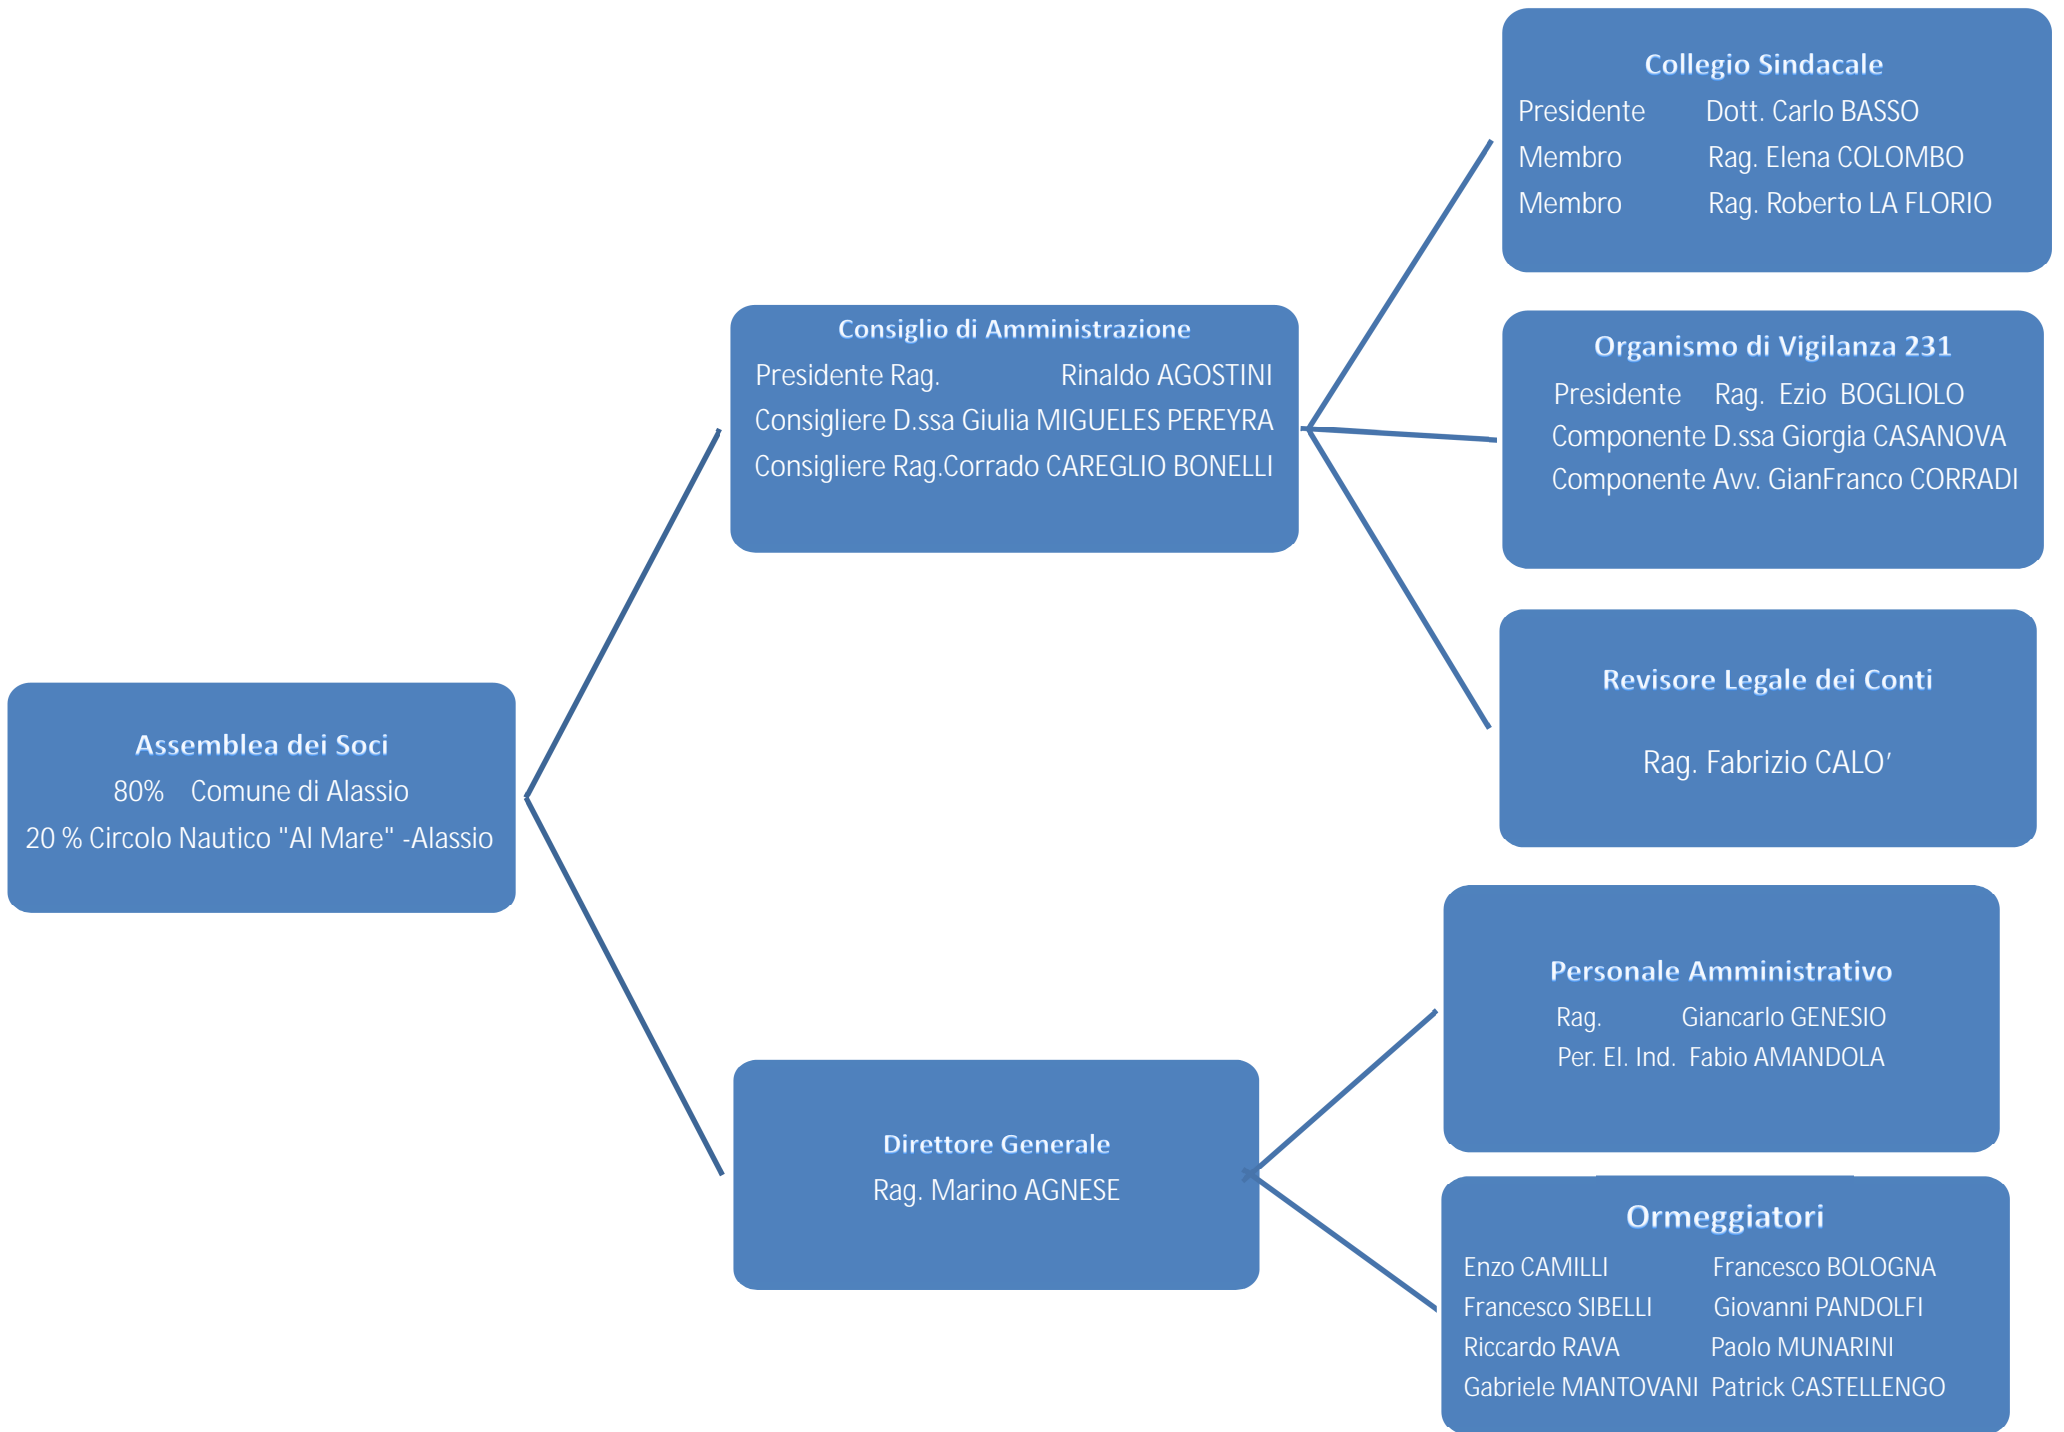 Collegio Sindacale
Presidente Dott. Carlo BASSO
Membro Rag. Elena COLOMBO
Membro Rag. Roberto LA FLORIO
Consiglio di Amministrazione
Presidente Rag. Rinaldo AGOSTINI
Consigliere D.ssa Giulia MIGUELES PEREYRA
Consigliere Rag.Corrado CAREGLIO BONELLI
Organismo di Vigilanza 231
Presidente Rag. Ezio BOGLIOLO
Componente D.ssa Giorgia CASANOVA
Componente Avv. GianFranco CORRADI
Revisore Legale dei Conti
Rag. Fabrizio CALO'
Assemblea dei Soci
80% Comune di Alassio
20 % Circolo Nautico "Al Mare" -Alassio
Personale Amministrativo
Rag. Giancarlo GENESIO
Per. El. Ind. Fabio AMANDOLA
Direttore Generale
Rag. Marino AGNESE
Ormeggiatori
Enzo CAMILLI Francesco BOLOGNA
Francesco SIBELLI Giovanni PANDOLFI
Riccardo RAVA Paolo MUNARINI
Gabriele MANTOVANI Patrick CASTELLENGO